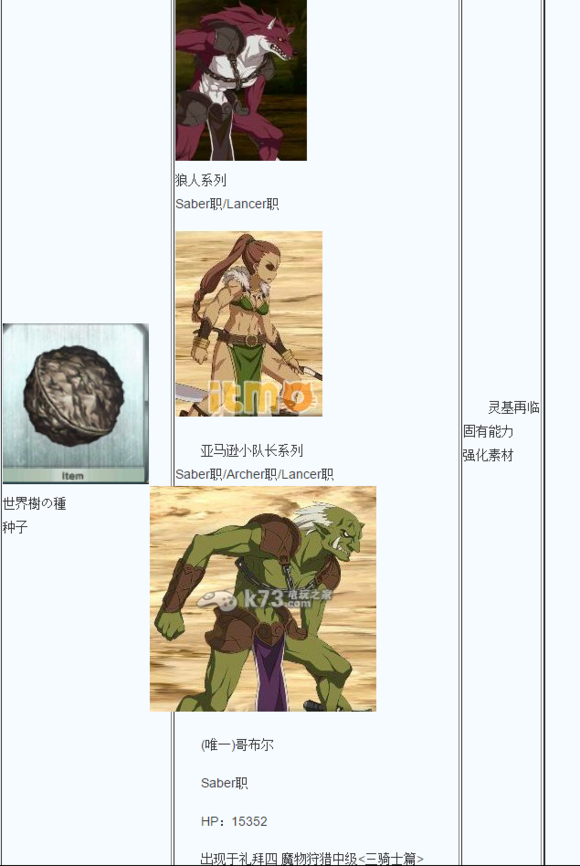 狼人系列
Saber职/Lancer职
itmo
亚马逊小队长系列
Saber职/Archer职/Lancer职
灵基再临
固有能力
强化素材
Item
世界樹の種
种子
k73 电玩之家
.com
(唯一)哥布尔
Saber职
HP：15352
出现于礼拜四 魔物狩猎中级<三骑士篇>